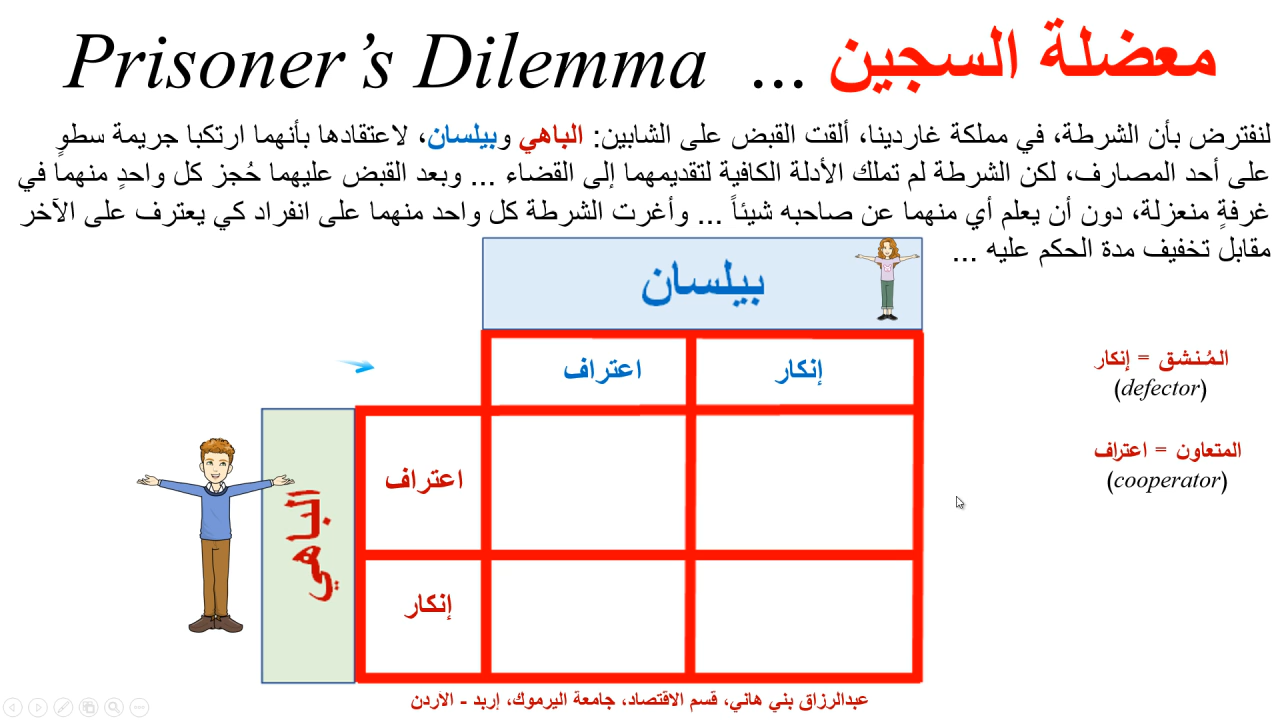 معضلة السجين ... Prisoner's Dilemma
لنفترض بأن الشرطة، في مملكة غاردينا، ألقت القبض على الشابين: الباهي وبيلسان، لاعتقادها بأنهما ارتكبا جريمة سطوٍ
على أحد المصارف، لكن الشرطة لم تملك الأدلة الكافية لتقديمهما إلى القضاء ... وبعد القبض عليهما حُجز كل واحدٍ منهما في
غرفةٍ منعزلة، دون أن يعلم أي منهما عن صاحبه شيئاً ... وأغرت الشرطة كل واحد منهما على انفراد كي يعترف على الآخر
مقابل تخفيف مدة الحكم عليه ...
بيلسان
إنكار
اعتراف
المُنشق = إنكار
(defector)
المتعاون = اعتراف
(cooperator)
الباهي
اعتراف
إنكار
عبدالرزاق بني هاني، قسم الاقتصاد، جامعة اليرموك، إربد - الاردن